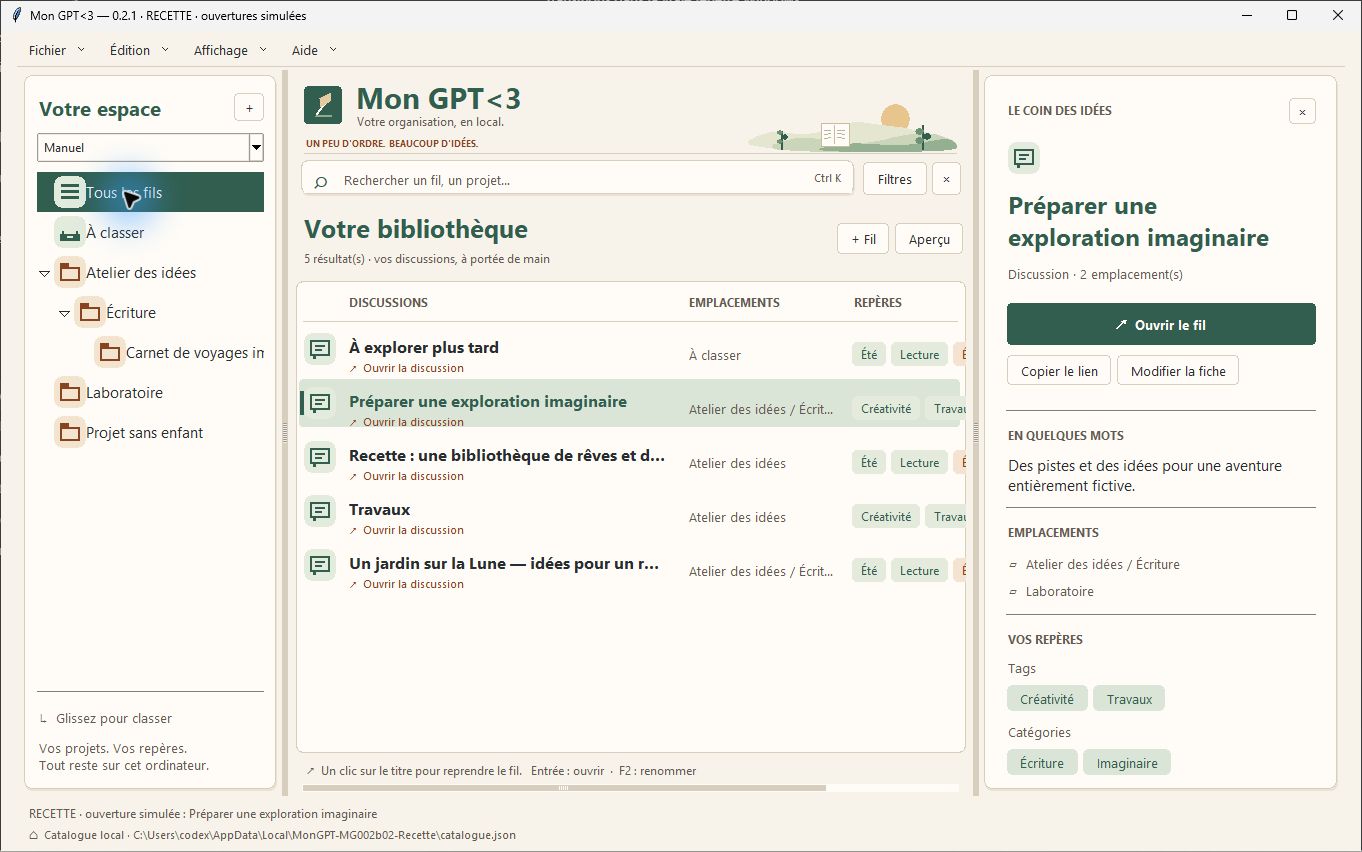 Mon GPT<3 — 0.2.1 · RECETTE · ouvertures simulées
Fichier Édition Affichage Aide
Votre espace +
Manuel
Tous les fils
À classer
Atelier des idées
Écriture
Carnet de voyages im
Laboratoire
Projet sans enfant
↳ Glissez pour classer
Vos projets. Vos repères.
Tout reste sur cet ordinateur.
Mon GPT<3
Votre organisation, en local.
UN PEU D'ORDRE. BEAUCOUP D'IDÉES.
Rechercher un fil, un projet... Ctrl K Filtres ×
Votre bibliothèque
5 résultat(s) · vos discussions, à portée de main
+ Fil Aperçu
DISCUSSIONS EMPLACEMENTS REPÈRES
À explorer plus tard
↗ Ouvrir la discussion
À classer
Été Lecture É
Préparer une exploration imaginaire
↗ Ouvrir la discussion
Atelier des idées / Écrit...
Créativité Travau
Recette : une bibliothèque de rêves et d...
↗ Ouvrir la discussion
Atelier des idées
Été Lecture É
Travaux
↗ Ouvrir la discussion
Atelier des idées
Créativité Travau
Un jardin sur la Lune — idées pour un r...
↗ Ouvrir la discussion
Atelier des idées / Écrit...
Été Lecture É
↗ Un clic sur le titre pour reprendre le fil. Entrée : ouvrir · F2 : renommer
LE COIN DES IDÉES ×
Préparer une
exploration imaginaire
Discussion · 2 emplacement(s)
↗ Ouvrir le fil
Copier le lien Modifier la fiche
EN QUELQUES MOTS
Des pistes et des idées pour une aventure
entièrement fictive.
EMPLACEMENTS
▱ Atelier des idées / Écriture
▱ Laboratoire
VOS REPÈRES
Tags
Créativité Travaux
Catégories
Écriture Imaginaire
RECETTE · ouverture simulée : Préparer une exploration imaginaire
⌂ Catalogue local · C:\Users\codex\AppData\Local\MonGPT-MG002b02-Recette\catalogue.json